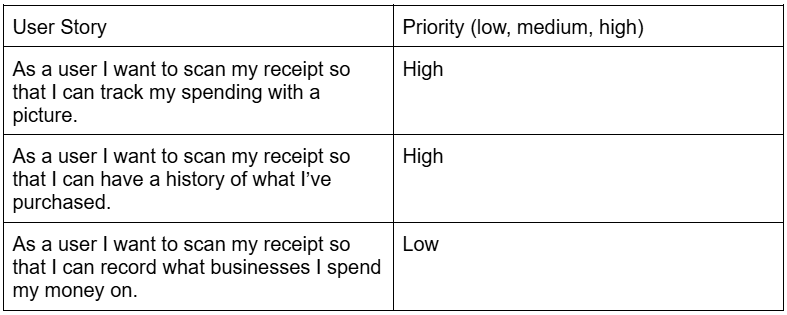 User Story
Priority (low, medium, high)
As a user I want to scan my receipt so
that I can track my spending with a
picture.
High
As a user I want to scan my receipt so
that I can have a history of what I've
purchased.
High
As a user I want to scan my receipt so
that I can record what businesses I spend
my money on.
Low